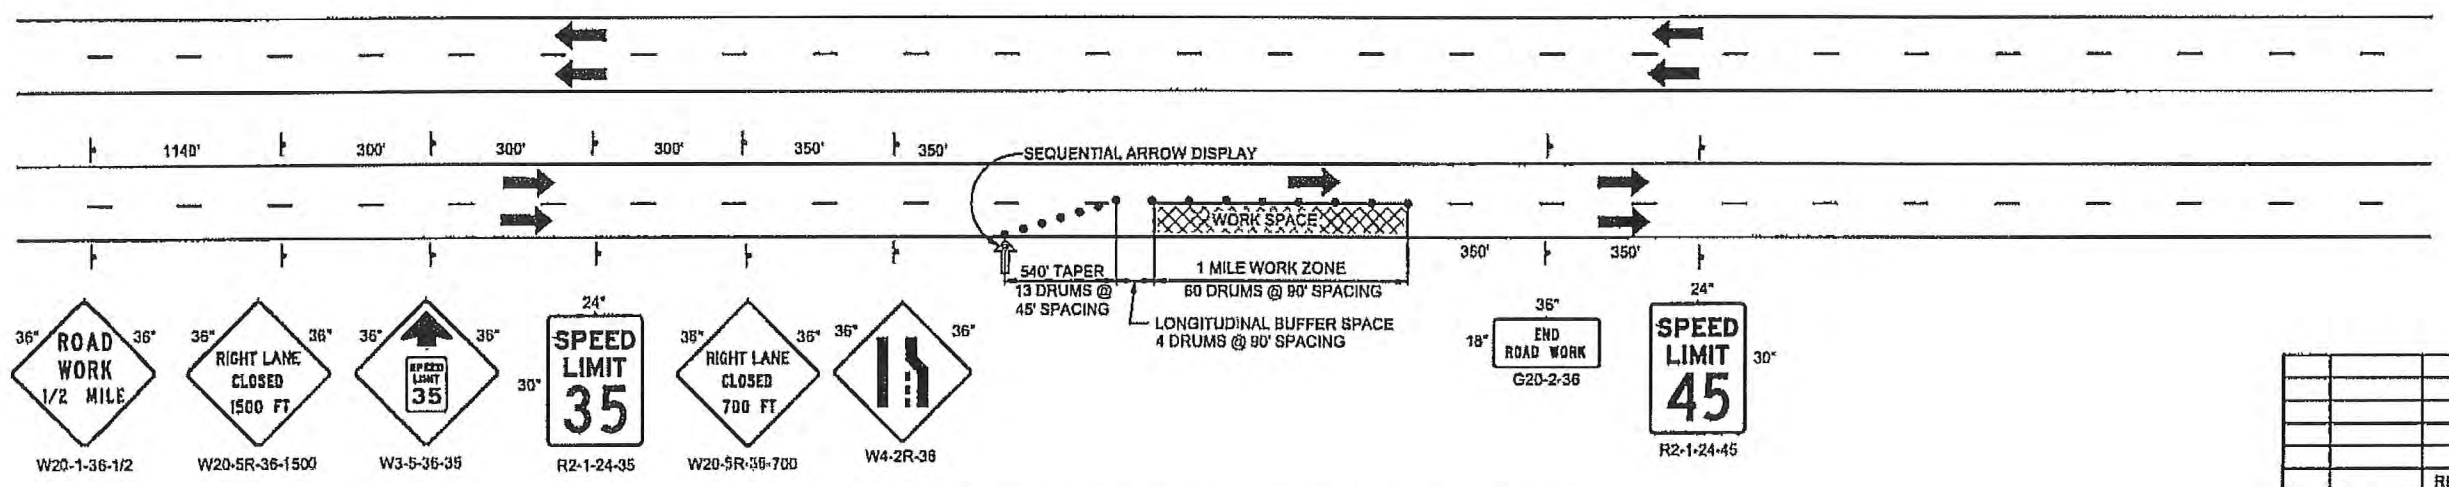 1140'
300'
300'
300'
350'
350'
SEQUENTIAL ARROW DISPLAY
WORK SPACE
540' TAPER
13 DRUMS @
45' SPACING
1 MILE WORK ZONE
60 DRUMS @ 90' SPACING
LONGITUDINAL BUFFER SPACE
4 DRUMS @ 90' SPACING
350'
350'
36"
36"
ROAD
WORK
1/2 MILE
W20-1-36-1/2
36"
36"
RIGHT LANE
CLOSED
1500 FT
W20-5R-36-1500
36"
36"
SPEED
LIMIT
35
W3-5-36-35
24"
30"
SPEED
LIMIT
35
R2-1-24-35
36"
36"
RIGHT LANE
CLOSED
700 FT
W20-5R-36-700
36"
36"
W4-2R-36
36"
18"
END
ROAD WORK
G20-2-36
24"
30"
SPEED
LIMIT
45
R2-1-24-45